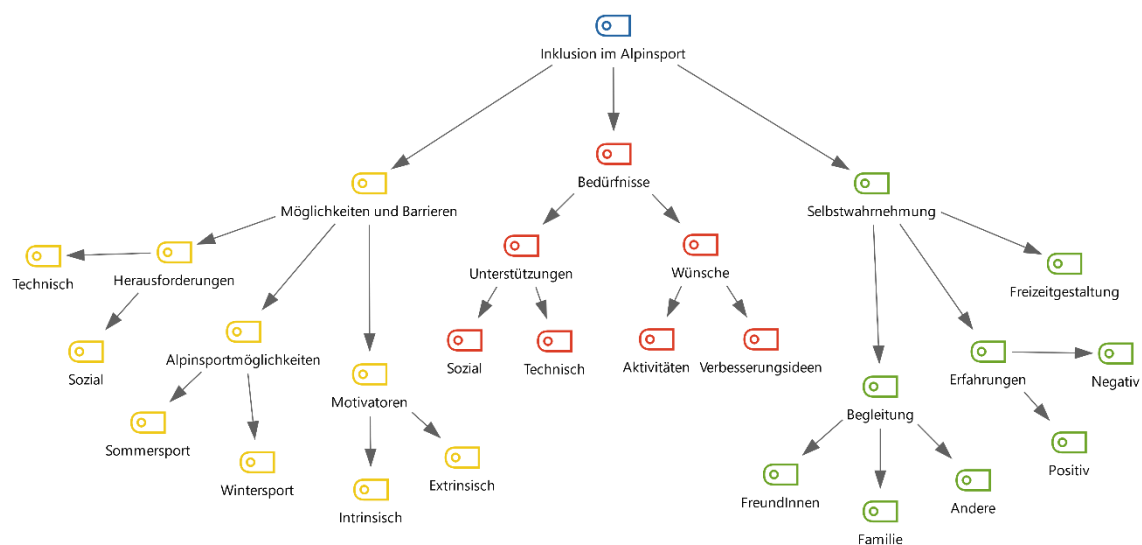 Inklusion im Alpinsport
Bedürfnisse
Möglichkeiten und Barrieren
Selbstwahrnehmung
Unterstützungen
Wünsche
Technisch
Herausforderungen
Freizeitgestaltung
Alpinsportmöglichkeiten
Sozial
Technisch
Aktivitäten
Verbesserungsideen
Sozial
Erfahrungen
Negativ
Motivatoren
Begleitung
Sommersport
Positiv
Extrinsisch
Wintersport
FreundInnen
Andere
Intrinsisch
Familie